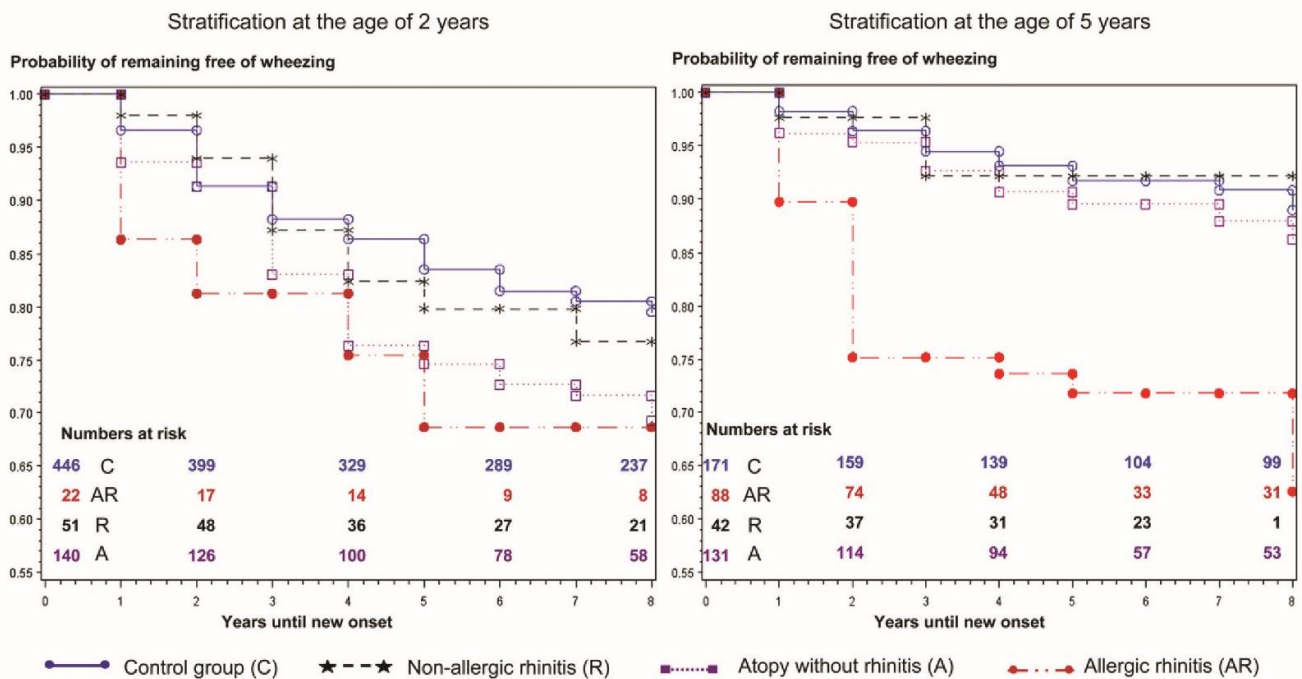 Stratification at the age of 2 years
Probability of remaining free of wheezing
1.00
0.95
0.90
0.85
0.80
0.75
0.70
0.65
0.60
0.55
Numbers at risk
446 C 399 329 289 237
22 AR 17 14 9 8
51 R 48 36 27 21
140 A 126 100 78 58
0 1 2 3 4 5 6 7 8
Years until new onset
Stratification at the age of 5 years
Probability of remaining free of wheezing
1.00
0.95
0.90
0.85
0.80
0.75
0.70
0.65
0.60
0.55
Numbers at risk
171 C 159 139 104 99
88 AR 74 48 33 31
42 R 37 31 23 1
131 A 114 94 57 53
0 1 2 3 4 5 6 7 8
Years until new onset
Control group (C) Non-allergic rhinitis (R) Atopy without rhinitis (A) Allergic rhinitis (AR)